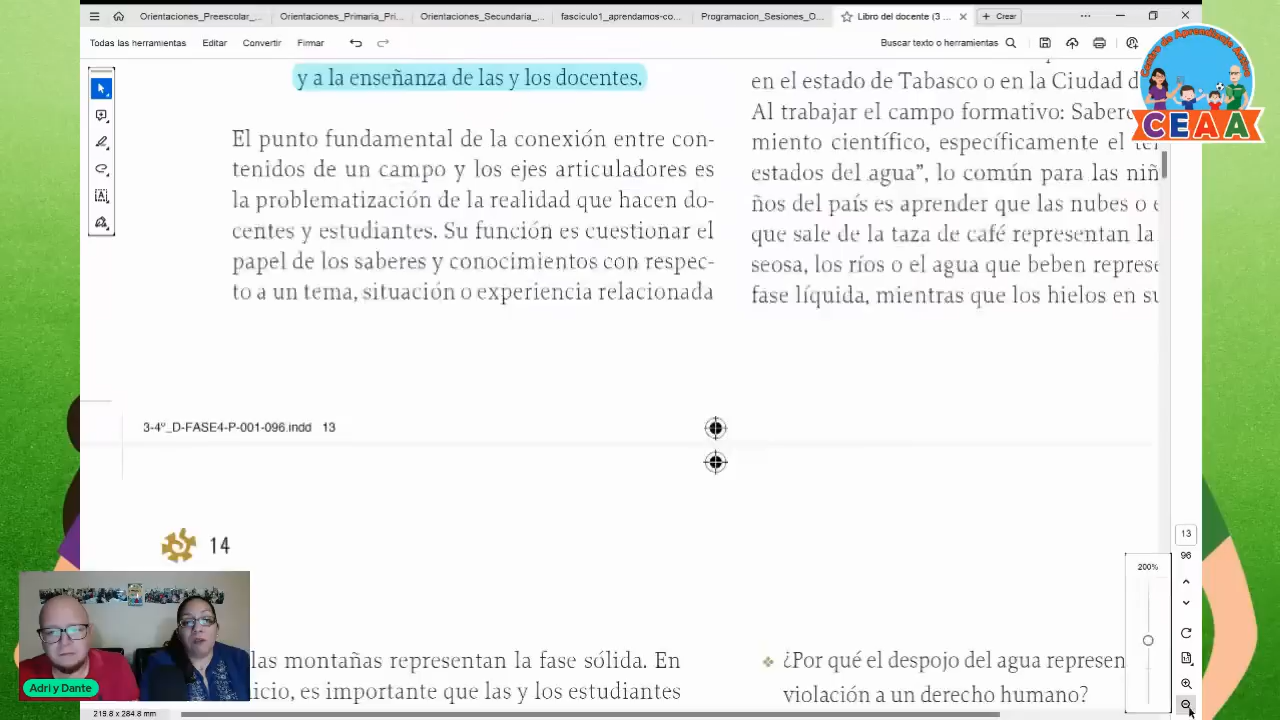 Orientaciones_Preescolar_...
Orientaciones_Primaria_Pri...
Orientaciones_Secundaria_...
fasciculo1_aprendamos-co...
Programacion_Sesiones_O...
Libro del docente (3 ...
Crear
Todas las herramientas
Editar
Convertir
Firmar
Buscar texto o herramientas
Centro de Aprendizaje Activo
CEAA
y a la enseñanza de las y los docentes.
El punto fundamental de la conexión entre con-
tenidos de un campo y los ejes articuladores es
la problematización de la realidad que hacen do-
centes y estudiantes. Su función es cuestionar el
papel de los saberes y conocimientos con respec-
to a un tema, situación o experiencia relacionada
en el estado de Tabasco o en la Ciudad d
Al trabajar el campo formativo: Sabere
miento científico, específicamente el
estados del agua”, lo común para las niñ
ños del país es aprender que las nubes o e
que sale de la taza de café representan la
seosa, los ríos o el agua que beben represe
fase líquida, mientras que los hielos en su
3-4°_D-FASE4-P-001-096.indd 13
14
las montañas representan la fase sólida. En
icio, es importante que las y los estudiantes
¿Por qué el despojo del agua represen
violación a un derecho humano?
13
96
200%
Adri y Dante
219.8 x 284.8 mm